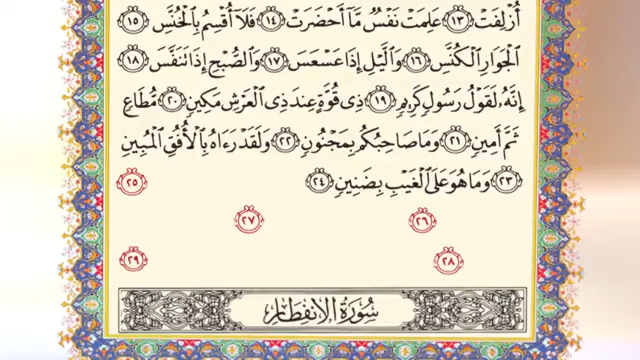 أُزْلِفَتْ ١٣ عَلِمَتْ نَفْسٌ مَّا أَحْضَرَتْ ١٤ فَلَا أُقْسِمُ بِالْخُنَّسِ ١٥
الْجَوَارِ الْكُنَّسِ ١٦ وَاللَّيْلِ إِذَا عَسْعَسَ ١٧ وَالصُّبْحِ إِذَا تَنَفَّسَ ١٨
إِنَّهُ لَقَوْلُ رَسُولٍ كَرِيمٍ ١٩ ذِي قُوَّةٍ عِندَ ذِي الْعَرْشِ مَكِينٍ ٢٠ مُّطَاعٍ
ثَمَّ أَمِينٍ ٢١ وَمَا صَاحِبُكُم بِمَجْنُونٍ ٢٢ وَلَقَدْ رَآهُ بِالْأُفُقِ الْمُبِينِ
٢٣ وَمَا هُوَ عَلَى الْغَيْبِ بِضَنِينٍ ٢٤ ٢٥
٢٦ ٢٧
٢٨ ٢٩
سُورَةُ الْإِنفِطَارِ